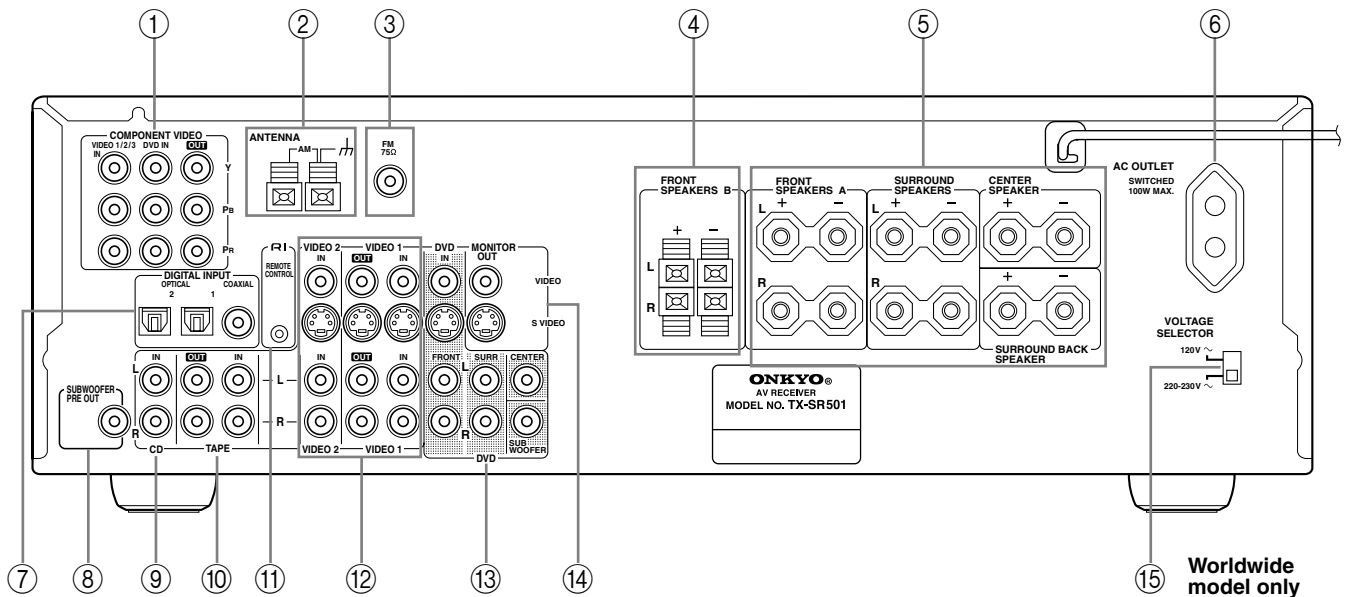 ① ② ③ ④ ⑤ ⑥
COMPONENT VIDEO
VIDEO 1/2/3 IN DVD IN OUT
Y
PB
PR
ANTENNA
AM
FM
75Ω
FRONT SPEAKERS B
+ −
L
R
FRONT SPEAKERS A
L + −
R
SURROUND SPEAKERS
L + −
R
CENTER SPEAKER
+ −
+ −
SURROUND BACK SPEAKER
AC OUTLET
SWITCHED
100W MAX.
DIGITAL INPUT
OPTICAL COAXIAL
2 1
RI
REMOTE CONTROL
VIDEO 2 VIDEO 1 DVD MONITOR OUT
IN OUT IN IN
VIDEO
S VIDEO
VOLTAGE SELECTOR
120V ~
220-230V ~
SUBWOOFER PRE OUT
IN OUT IN
L L
R R
CD TAPE
IN OUT IN
VIDEO 2 VIDEO 1
FRONT SURR CENTER
L
R
SUB WOOFER
DVD
ONKYO®
AV RECEIVER
MODEL NO. TX-SR501
⑦ ⑧ ⑨ ⑩ ⑪ ⑫ ⑬ ⑭ ⑮
Worldwide
model only